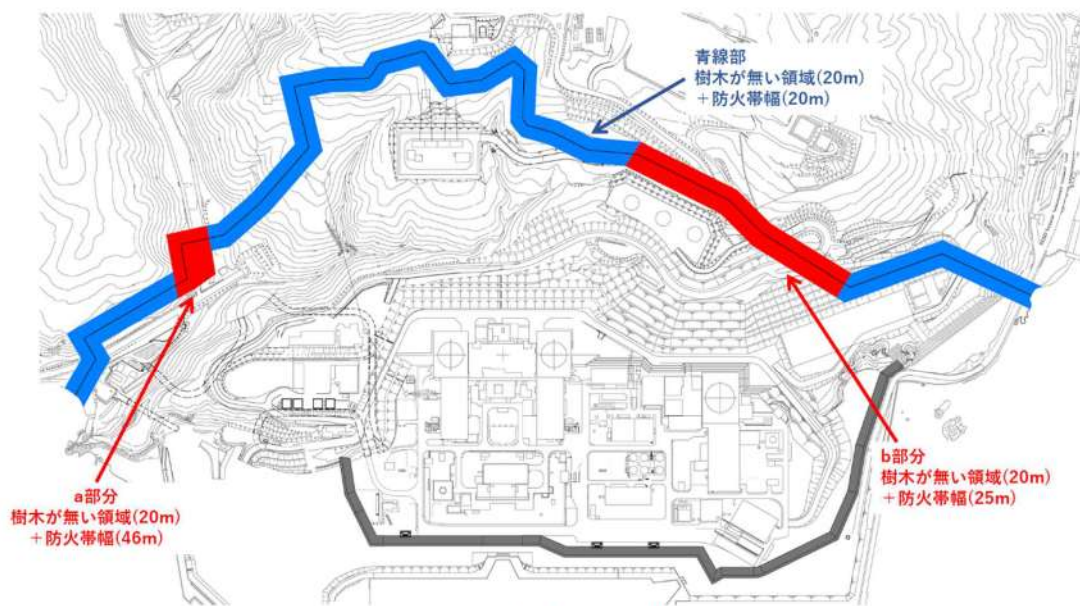 青線部
樹木が無い領域(20m)
＋防火帯幅(20m)
a部分
樹木が無い領域(20m)
＋防火帯幅(46m)
b部分
樹木が無い領域(20m)
＋防火帯幅(25m)